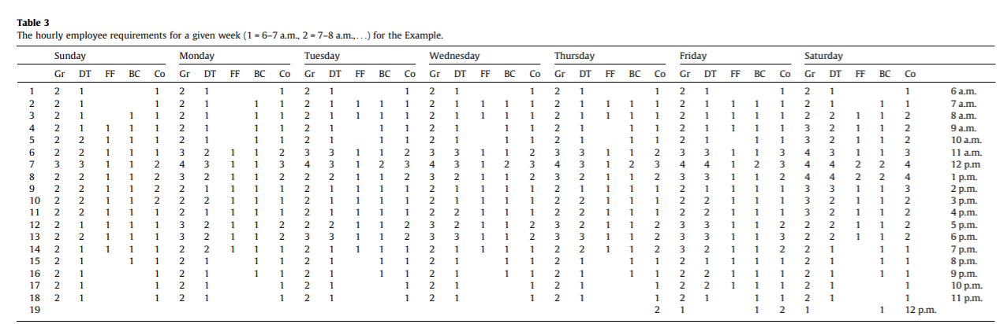 Table 3
The hourly employee requirements for a given week (1 = 6–7 a.m., 2 = 7–8 a.m.,...) for the Example.
Sunday Monday Tuesday Wednesday Thursday Friday Saturday
Gr DT FF BC Co Gr DT FF BC Co Gr DT FF BC Co Gr DT FF BC Co Gr DT FF BC Co Gr DT FF BC Co Gr DT FF BC Co
1 2 1 1 2 1 1 2 1 1 2 1 1 2 1 1 2 1 1 2 1 1 6 a.m.
2 2 1 1 2 1 1 1 2 1 1 1 1 2 1 1 1 1 2 1 1 1 1 2 1 1 1 1 2 1 1 1 7 a.m.
3 2 1 1 1 2 1 1 1 2 1 1 1 1 2 1 1 1 1 2 1 1 1 1 2 1 1 1 1 2 2 1 1 2 8 a.m.
4 2 1 1 1 1 2 1 1 1 2 1 1 1 2 1 1 1 2 1 1 1 2 1 1 1 1 3 2 1 1 2 9 a.m.
5 2 2 1 1 1 2 1 1 1 2 1 1 1 2 1 1 1 2 1 1 1 2 1 1 1 3 2 1 1 2 10 a.m.
6 2 2 1 1 1 3 2 1 1 2 3 3 1 1 2 3 3 1 1 2 3 3 1 1 2 3 3 1 1 3 4 3 1 1 3 11 a.m.
7 3 3 1 1 2 4 3 1 1 3 4 3 1 2 3 4 3 1 2 3 4 3 1 2 3 4 4 1 2 3 4 4 2 2 4 12 p.m
8 2 2 1 1 2 3 2 1 1 2 2 2 1 1 2 3 2 1 1 2 3 2 1 1 2 3 3 1 1 2 4 4 2 2 4 1 p.m.
9 2 2 1 1 2 2 1 1 1 1 2 1 1 1 1 2 1 1 1 1 2 1 1 1 1 2 1 1 1 1 3 3 1 1 3 2 p.m.
10 2 2 1 1 2 2 2 1 1 1 2 1 1 1 1 2 1 1 1 1 2 2 1 1 1 2 2 1 1 1 3 2 1 1 2 3 p.m.
11 2 2 1 1 1 2 1 1 1 1 2 1 1 1 1 2 2 1 1 1 2 2 1 1 1 2 2 1 1 1 3 2 1 1 2 4 p.m.
12 2 2 1 1 1 3 2 1 1 2 2 2 1 1 2 3 2 1 1 2 3 2 1 1 2 3 3 1 1 2 2 2 1 1 2 5 p.m.
13 2 2 1 1 1 3 2 1 1 2 3 3 1 1 2 3 2 1 1 2 3 3 1 1 2 3 3 1 1 3 2 2 1 1 2 6 p.m.
14 2 1 1 1 1 2 2 1 1 1 2 1 1 1 1 2 1 1 1 1 2 2 1 1 2 3 2 1 1 2 2 1 1 1 7 p.m.
15 2 1 1 1 2 1 1 1 2 1 1 1 2 1 1 1 2 1 1 1 2 1 1 1 1 2 1 1 1 8 p.m.
16 2 1 1 2 1 1 1 2 1 1 1 2 1 1 1 2 1 1 1 2 2 1 1 1 2 1 1 1 9 p.m.
17 2 1 1 2 1 1 2 1 1 2 1 1 2 1 1 2 2 1 1 1 2 1 1 10 p.m.
18 2 1 1 2 1 1 2 1 1 2 1 1 2 1 1 2 1 1 1 2 1 1 11 p.m.
19 2 1 1 2 1 1 12 p.m.